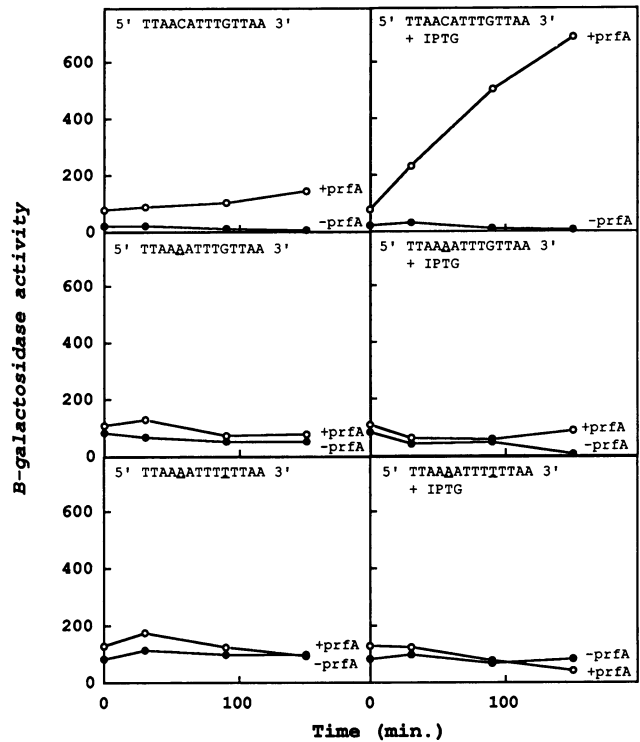 5' TTAACATTTGTTAA 3'
600
400
200
0
+prfA
-prfA
5' TTAACATTTGTTAA 3'
+ IPTG
+prfA
-prfA
B-galactosidase activity
5' TTAAAATTTGTTAA 3'
600
400
200
0
+prfA
-prfA
5' TTAAAATTTGTTAA 3'
+ IPTG
+prfA
-prfA
5' TTAAAATTTTTTAA 3'
600
400
200
0
+prfA
-prfA
0
100
5' TTAAAATTTTTTAA 3'
+ IPTG
-prfA
+prfA
0
100
Time (min.)